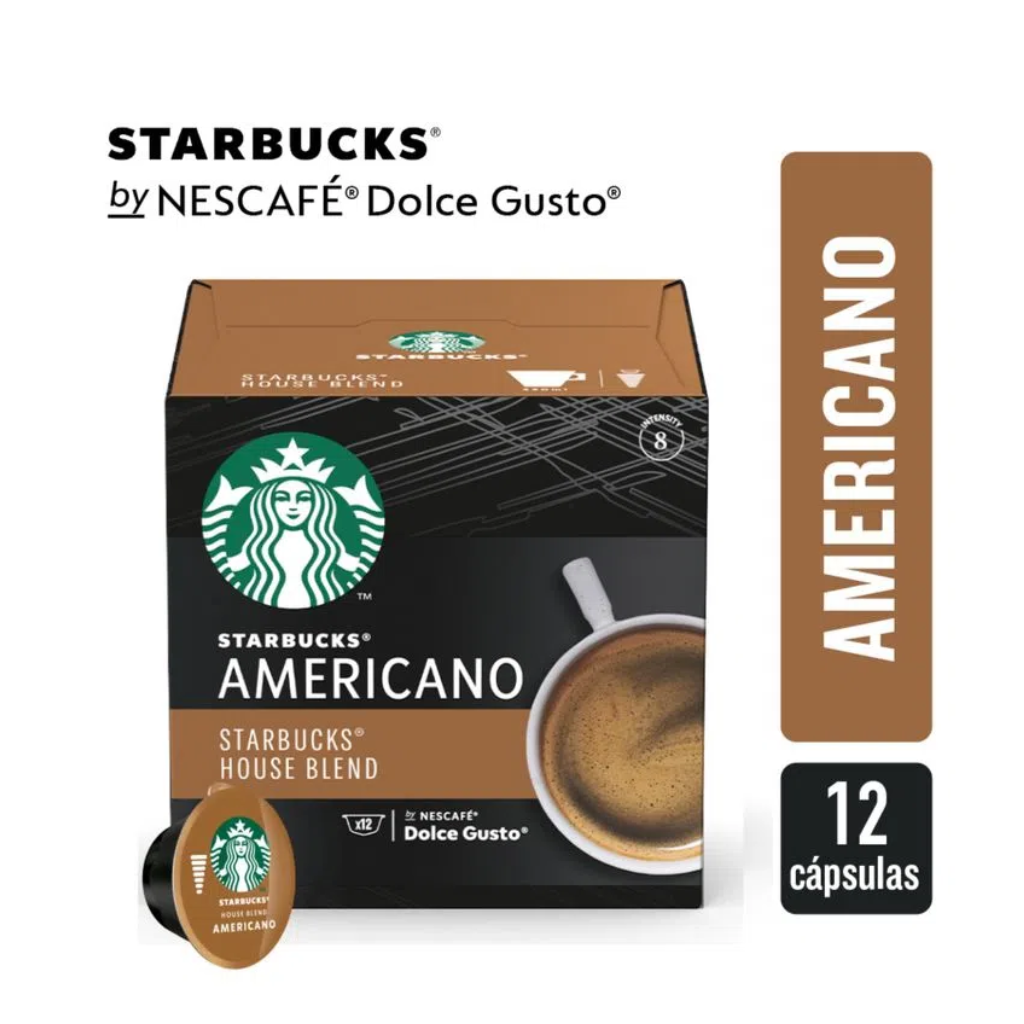 STARBUCKS®
by NESCAFÉ® Dolce Gusto®
STARBUCKS®
STARBUCKS®
HOUSE BLEND
INTENSITY
8
TM
STARBUCKS®
AMERICANO
STARBUCKS®
HOUSE BLEND
x12
by NESCAFÉ®
Dolce Gusto®
STARBUCKS
HOUSE BLEND
AMERICANO
AMERICANO
12
cápsulas